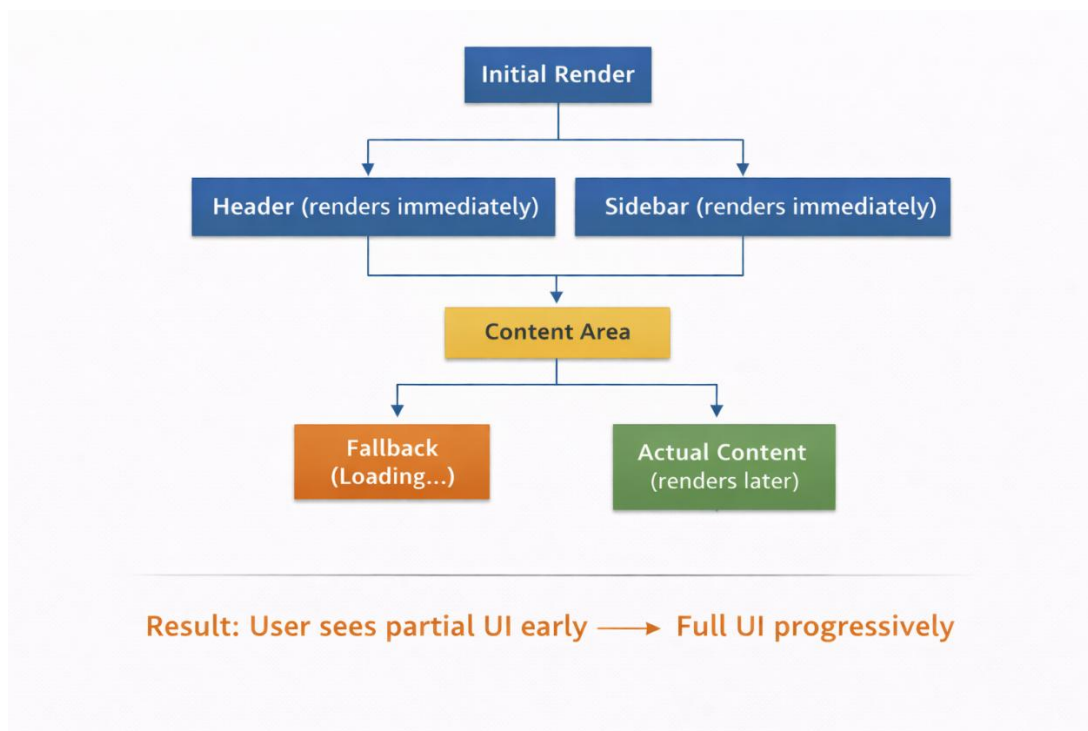 Initial Render
Header (renders immediately)
Sidebar (renders immediately)
Content Area
Fallback
(Loading...)
Actual Content
(renders later)
Result: User sees partial UI early ⟶ Full UI progressively